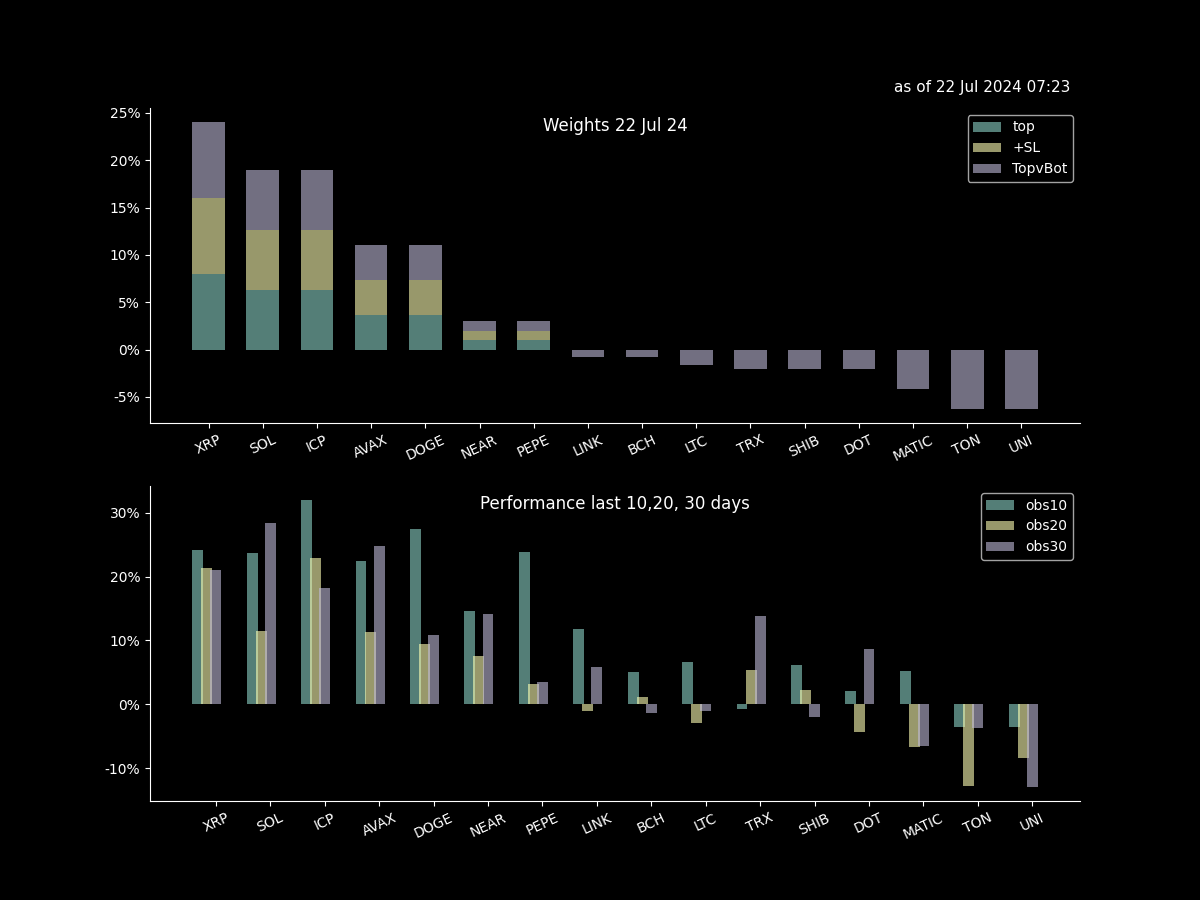 as of 22 Jul 2024 07:23
Weights 22 Jul 24
25%
20%
15%
10%
5%
0%
-5%
top
+SL
TopvBot
XRP SOL ICP AVAX DOGE NEAR PEPE LINK BCH LTC TRX SHIB DOT MATIC TON UNI
Performance last 10,20, 30 days
30%
20%
10%
0%
-10%
obs10
obs20
obs30
XRP SOL ICP AVAX DOGE NEAR PEPE LINK BCH LTC TRX SHIB DOT MATIC TON UNI